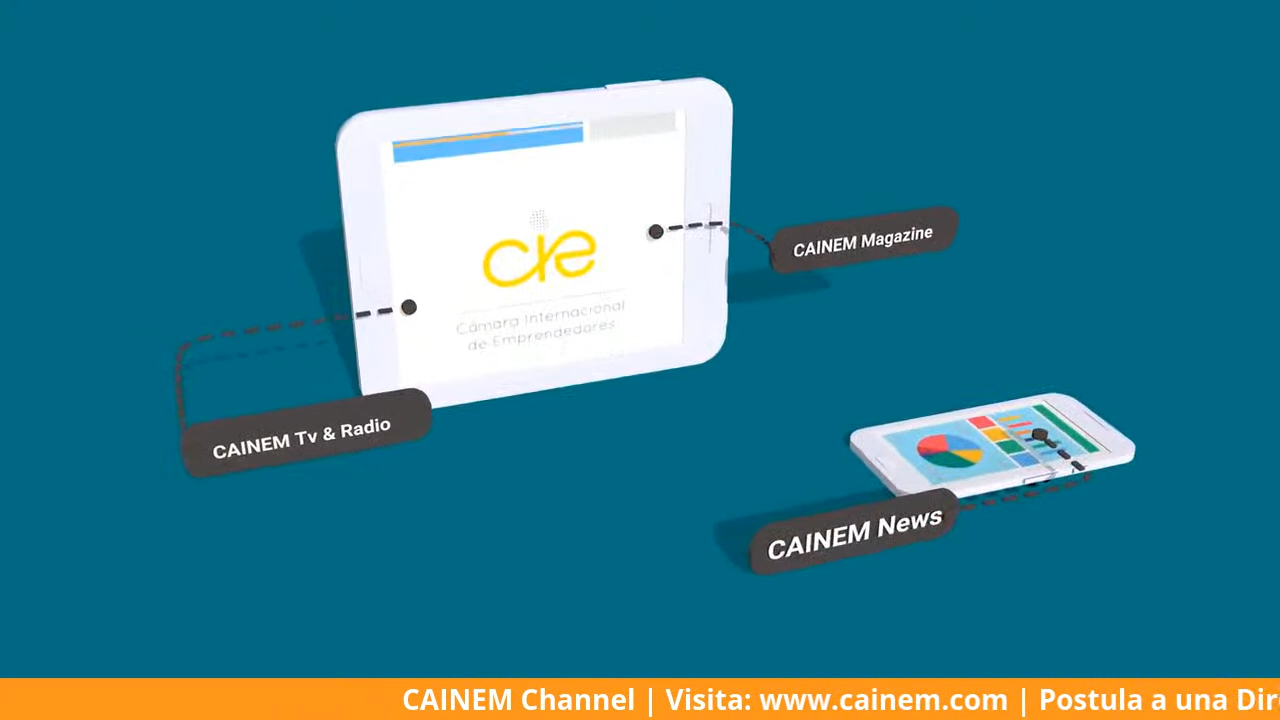 CAINEM Magazine
cie
Cámara Internacional
de Emprendedores
CAINEM Tv & Radio
CAINEM News
CAINEM Channel | Visita: www.cainem.com | Postula a una Dir